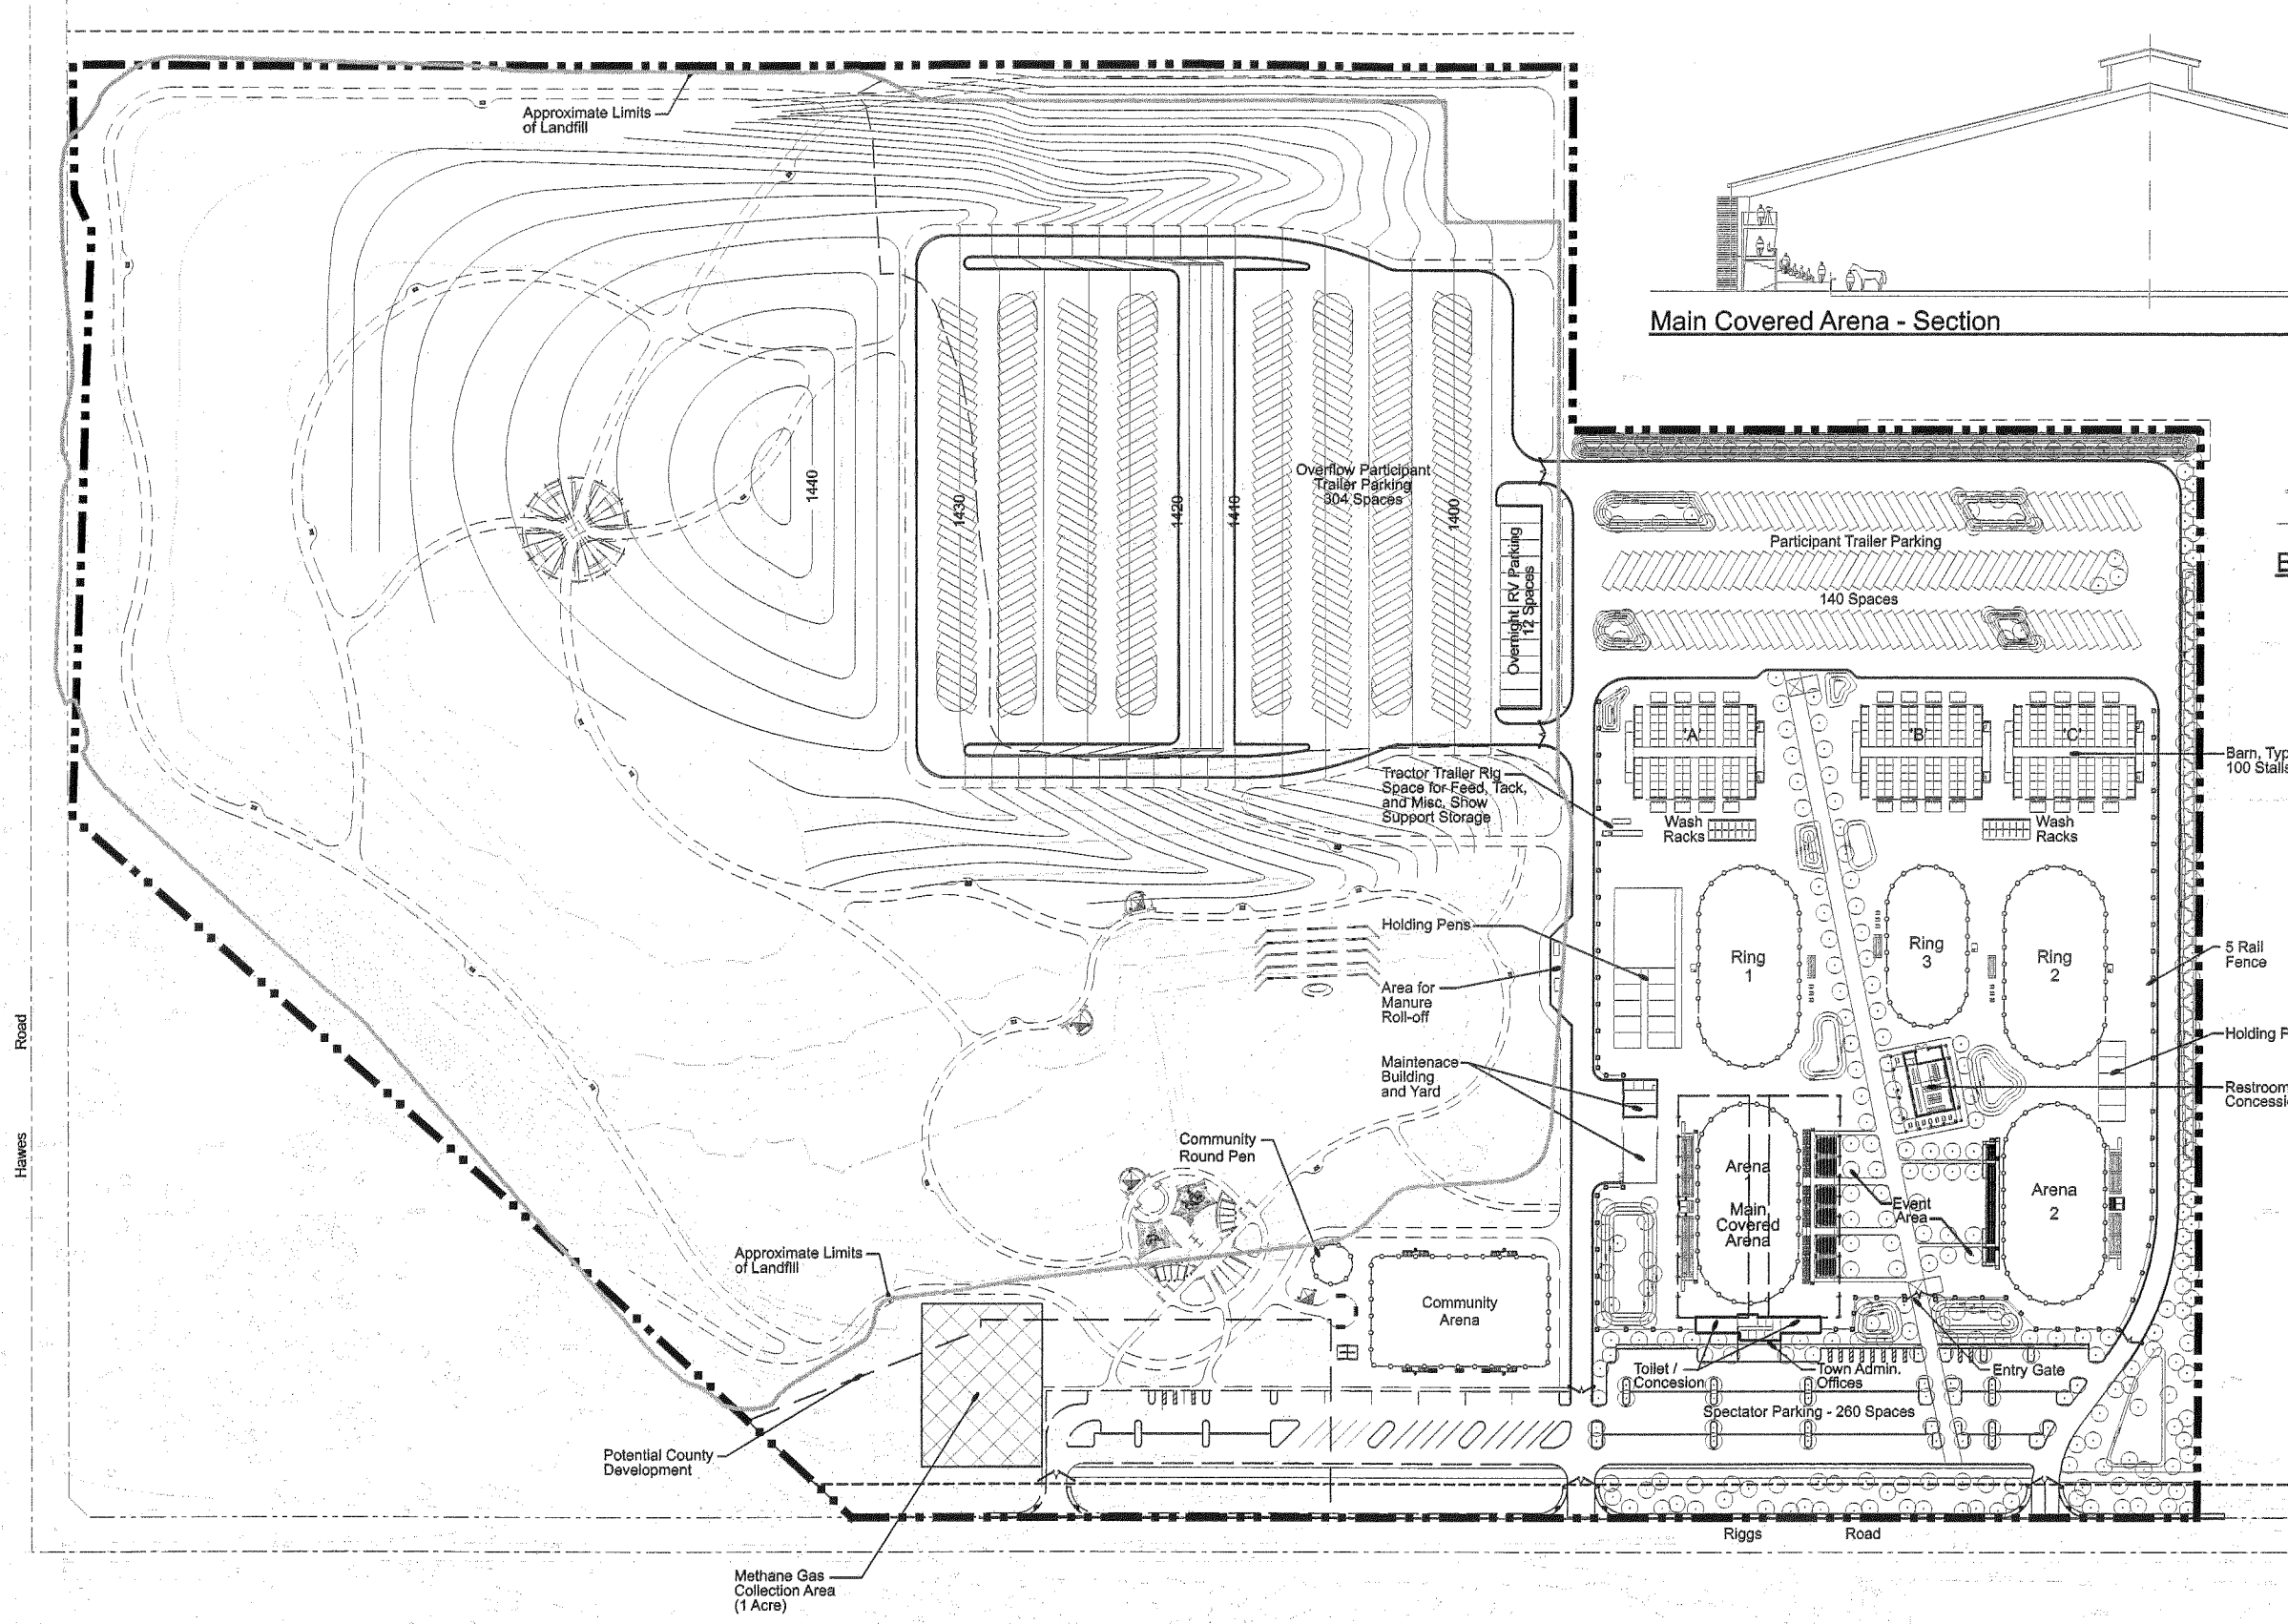 Approximate Limits
of Landfill
Main Covered Arena - Section
1440
1430
1420
1410
1400
Overflow Participant
Trailer Parking
304 Spaces
Overnight RV Parking
12 Spaces
Participant Trailer Parking
140 Spaces
'A'
'B'
'C'
Barn, Typ
100 Stalls
Tractor Trailer Rig
Space for Feed, Tack,
and Misc. Show
Support Storage
Wash
Racks
Wash
Racks
Holding Pens
Ring
1
Ring
3
Ring
2
5 Rail
Fence
Area for
Manure
Roll-off
Holding P
Maintenace
Building
and Yard
Restroom
Concessi
Community
Round Pen
Arena
1
Main
Covered
Arena
Event
Area
Arena
2
Approximate Limits
of Landfill
Community
Arena
Toilet /
Concesion
Town Admin.
Offices
Entry Gate
Spectator Parking - 260 Spaces
Potential County
Development
Methane Gas
Collection Area
(1 Acre)
Riggs Road
Hawes Road